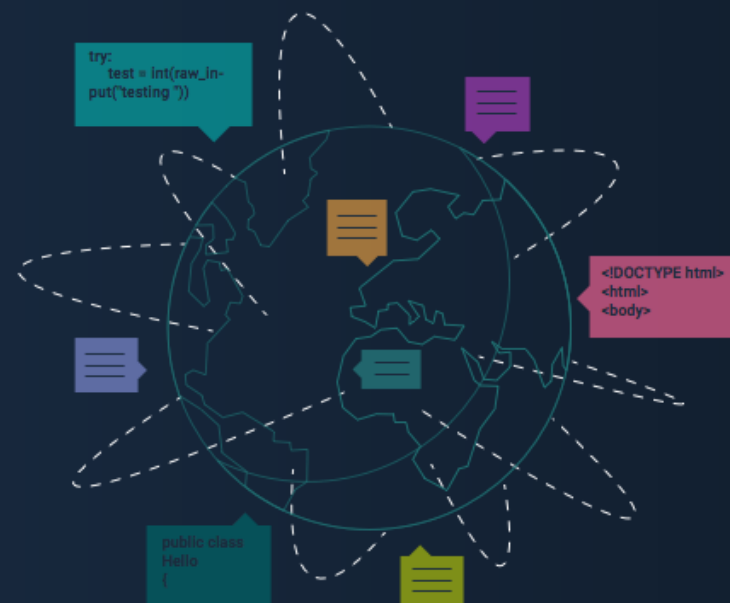 try:
test = int(raw_in-
put("testing "))
<!DOCTYPE html>
<html>
<body>
public class
Hello
{